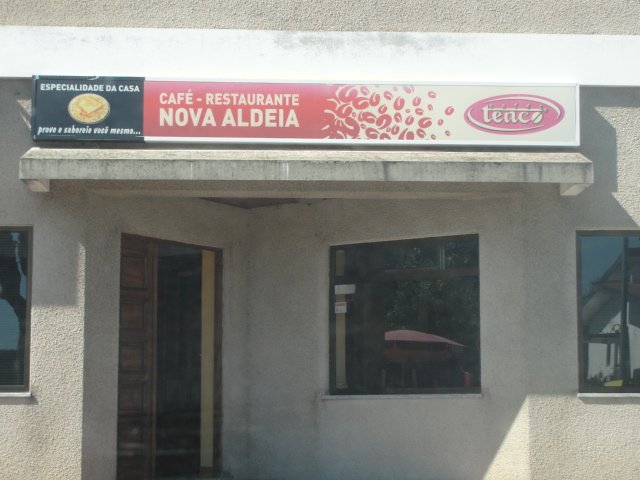 ESPECIALIDADE DA CASA
prove e saboreie você mesmo...
CAFÉ - RESTAURANTE
NOVA ALDEIA
tenco